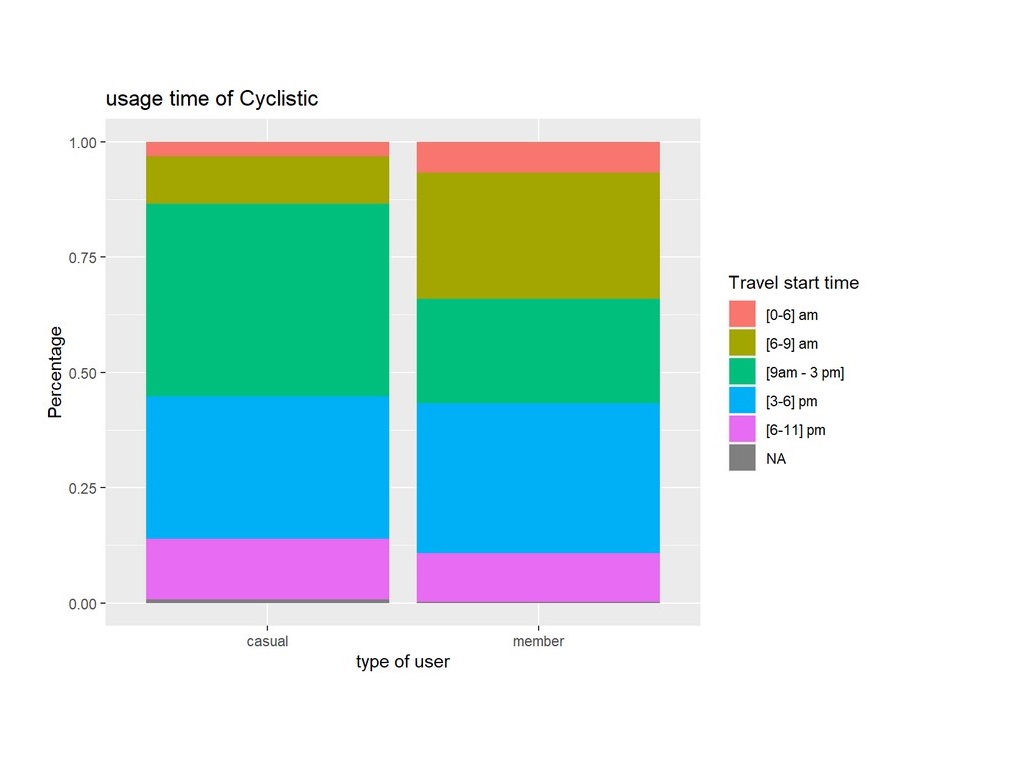 usage time of Cyclistic
1.00
0.75
0.50
0.25
0.00
Percentage
casual
member
type of user
Travel start time
[0-6] am
[6-9] am
[9am - 3 pm]
[3-6] pm
[6-11] pm
NA